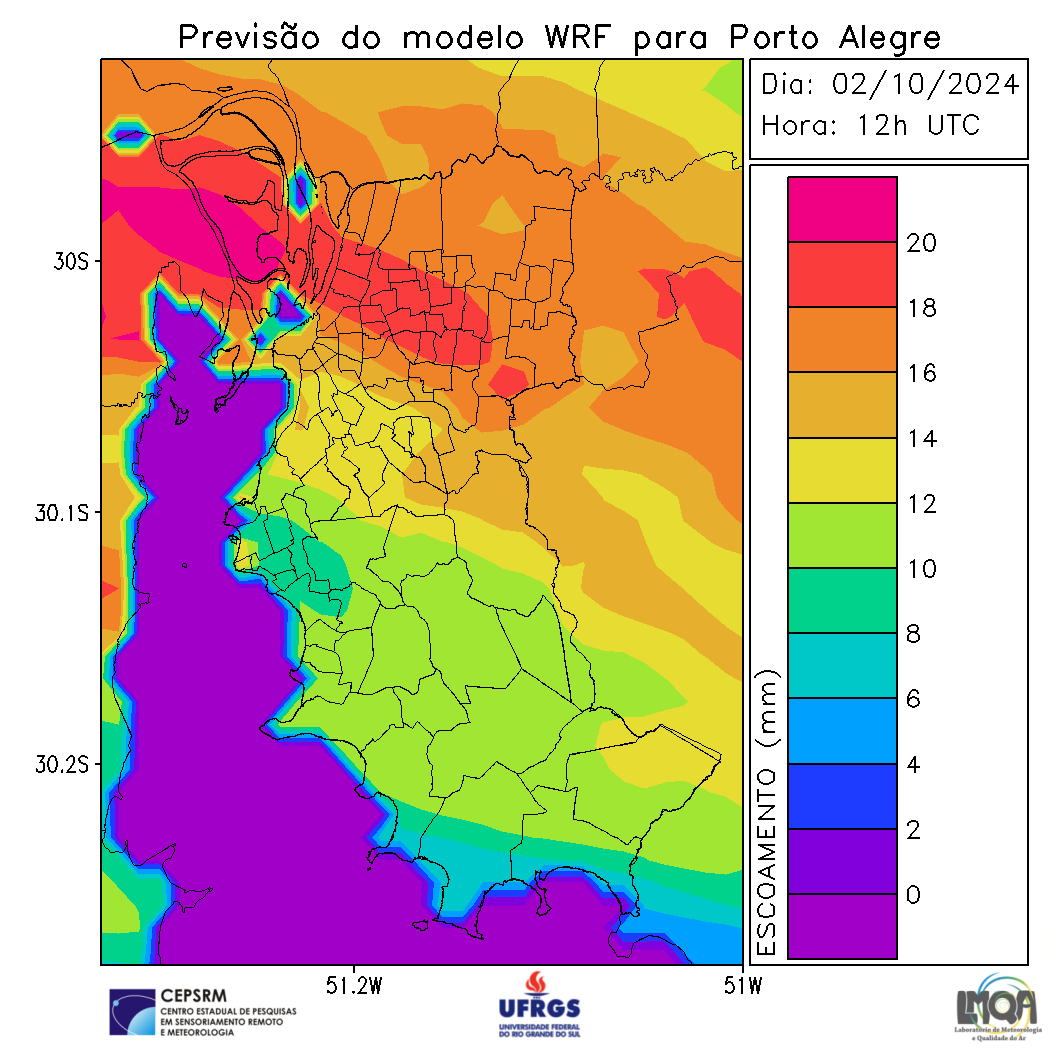 Previsão do modelo WRF para Porto Alegre
Dia: 02/10/2024
Hora: 12h UTC
20
18
16
14
12
10
8
6
4
2
0
ESCOAMENTO (mm)
30S
30.1S
30.2S
51.2W
51W
CEPSRM
CENTRO ESTADUAL DE PESQUISAS
EM SENSORIAMENTO REMOTO
E METEOROLOGIA
UFRGS
UNIVERSIDADE FEDERAL
DO RIO GRANDE DO SUL
LMQA
Laboratório de Meteorologia
e Qualidade do Ar